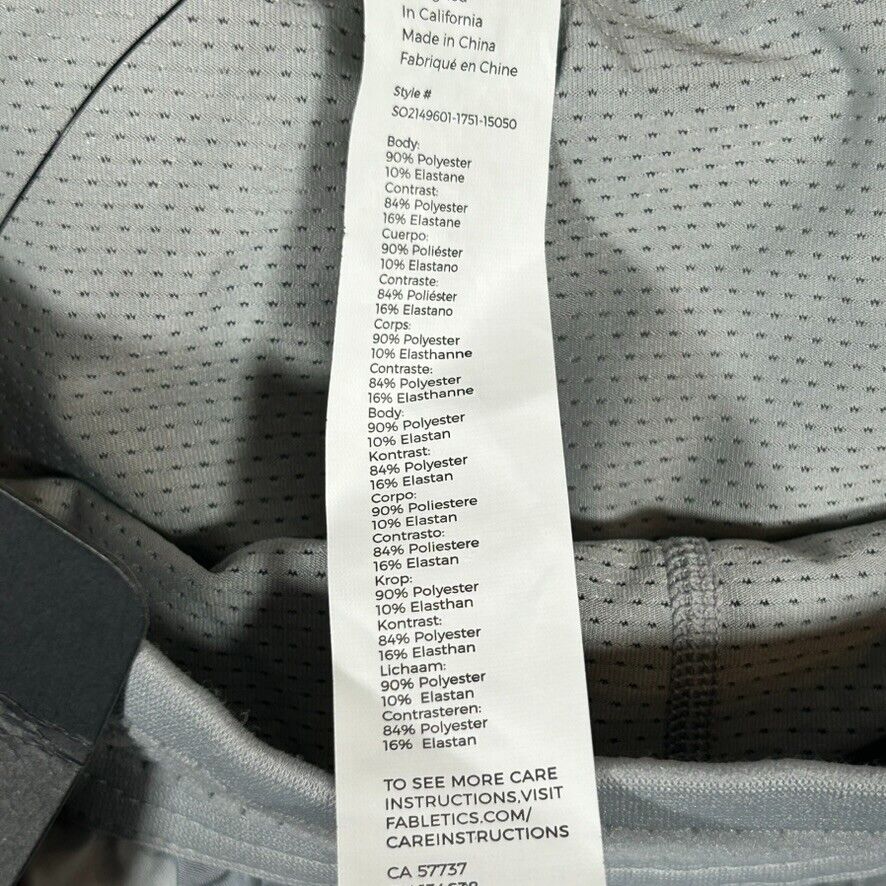 In California
Made in China
Fabriqué en Chine
Style #
SO2149601-1751-15050
Body:
90% Polyester
10% Elastane
Contrast:
84% Polyester
16% Elastane
Cuerpo:
90% Poliéster
10% Elastano
Contraste:
84% Poliéster
16% Elastano
Corps:
90% Polyester
10% Elasthanne
Contraste:
84% Polyester
16% Elasthanne
Body:
90% Polyester
10% Elastan
Kontrast:
84% Polyester
16% Elastan
Corpo:
90% Poliestere
10% Elastan
Contrasto:
84% Poliestere
16% Elastan
Krop:
90% Polyester
10% Elasthan
Kontrast:
84% Polyester
16% Elasthan
Lichaam:
90% Polyester
10% Elastan
Contrasteren:
84% Polyester
16% Elastan
TO SEE MORE CARE
INSTRUCTIONS,VISIT
FABLETICS.COM/
CAREINSTRUCTIONS
CA 57737